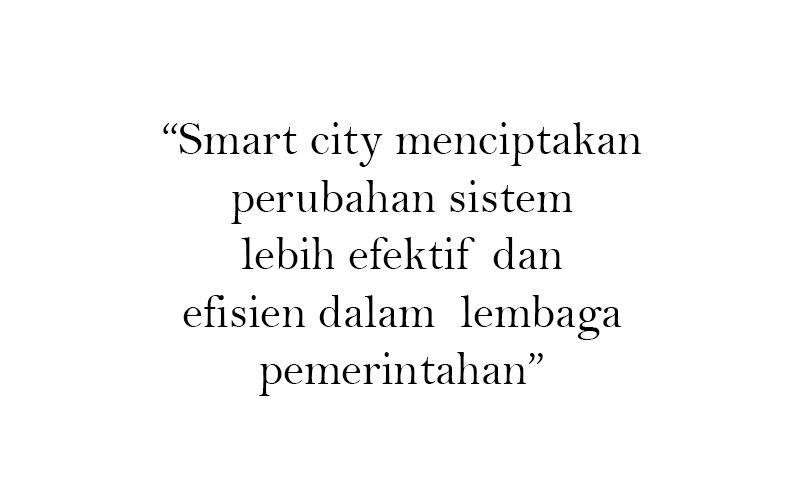 “Smart city menciptakan
perubahan sistem
lebih efektif  dan
efisien dalam  lembaga
pemerintahan”